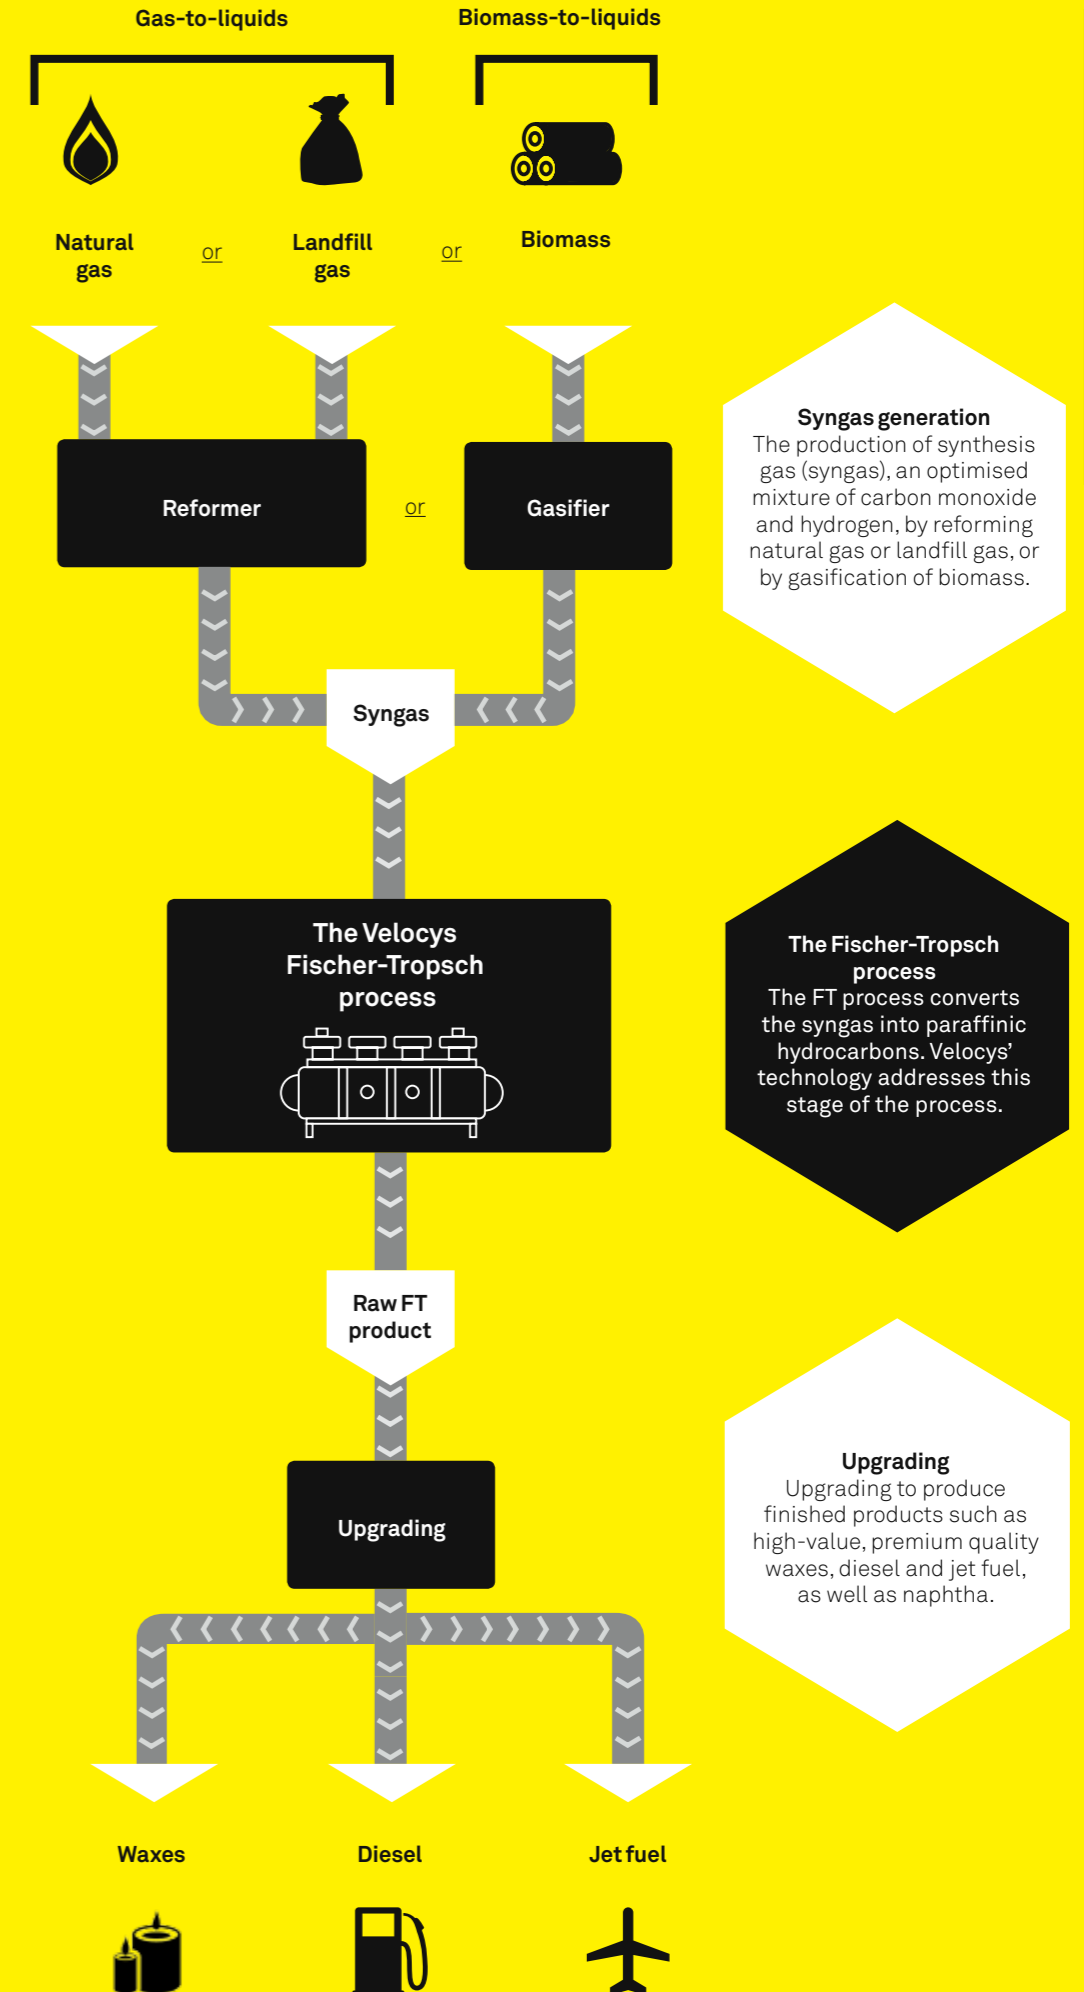 Gas-to-liquids
Biomass-to-liquids
Natural
gas
or
Landfill
gas
or
Biomass
Reformer
or
Gasifier
Syngas generation
The production of synthesis
gas (syngas), an optimised
mixture of carbon monoxide
and hydrogen, by reforming
natural gas or landfill gas, or
by gasification of biomass.
Syngas
The Velocys
Fischer-Tropsch
process
The Fischer-Tropsch
process
The FT process converts
the syngas into paraffinic
hydrocarbons. Velocys’
technology addresses this
stage of the process.
Raw FT
product
Upgrading
Upgrading
Upgrading to produce
finished products such as
high-value, premium quality
waxes, diesel and jet fuel,
as well as naphtha.
Waxes
Diesel
Jet fuel